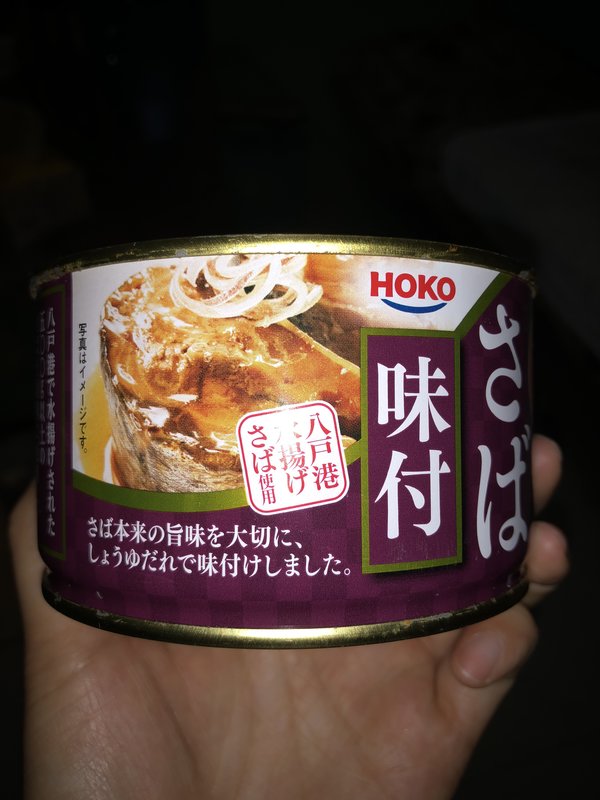 HOKO
さば
味付
八戸港
水揚げ
さば使用
さば本来の旨味を大切に、
しょうゆだれで味付けしました。
写真はイメージです。
八戸港で水揚げされた